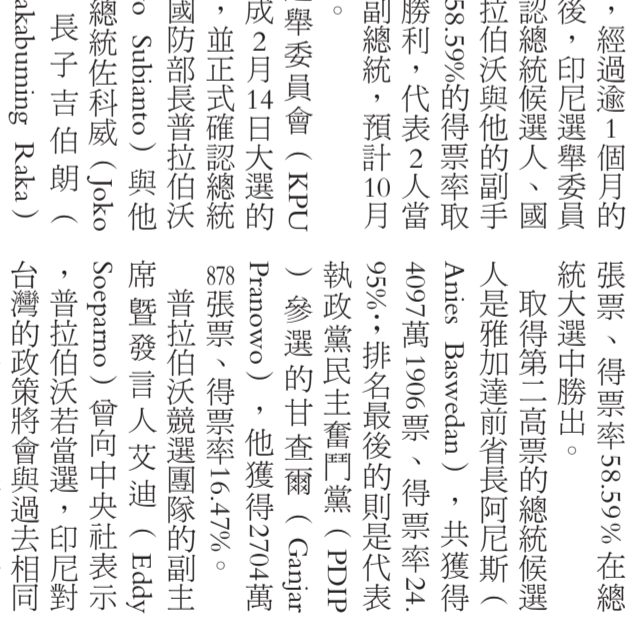 ，經過逾1個月的
後，印尼選舉委員
認總統候選人、國
拉伯沃與他的副手
58.59%的得票率取
勝利，代表2人當
副總統，預計10月
。
舉委員會（KPU
成2月14日大選的
，並正式確認總統
國防部長普拉伯沃
o Subianto）與他
總統佐科威（Joko
長子吉伯朗（
akabuming Raka）
張票、得票率58.59%在總
統大選中勝出。
取得第二高票的總統候選
人是雅加達前省長阿尼斯（
Anies Baswedan），共獲得
4097萬1906票、得票率24.
95%；排名最後的則是代表
執政黨民主奮鬥黨（PDIP
）參選的甘查爾（Ganjar
Pranowo），他獲得2704萬
878張票、得票率16.47%。
普拉伯沃競選團隊的副主
席暨發言人艾迪（Eddy
Soeparno）曾向中央社表示
，普拉伯沃若當選，印尼對
台灣的政策將會與過去相同